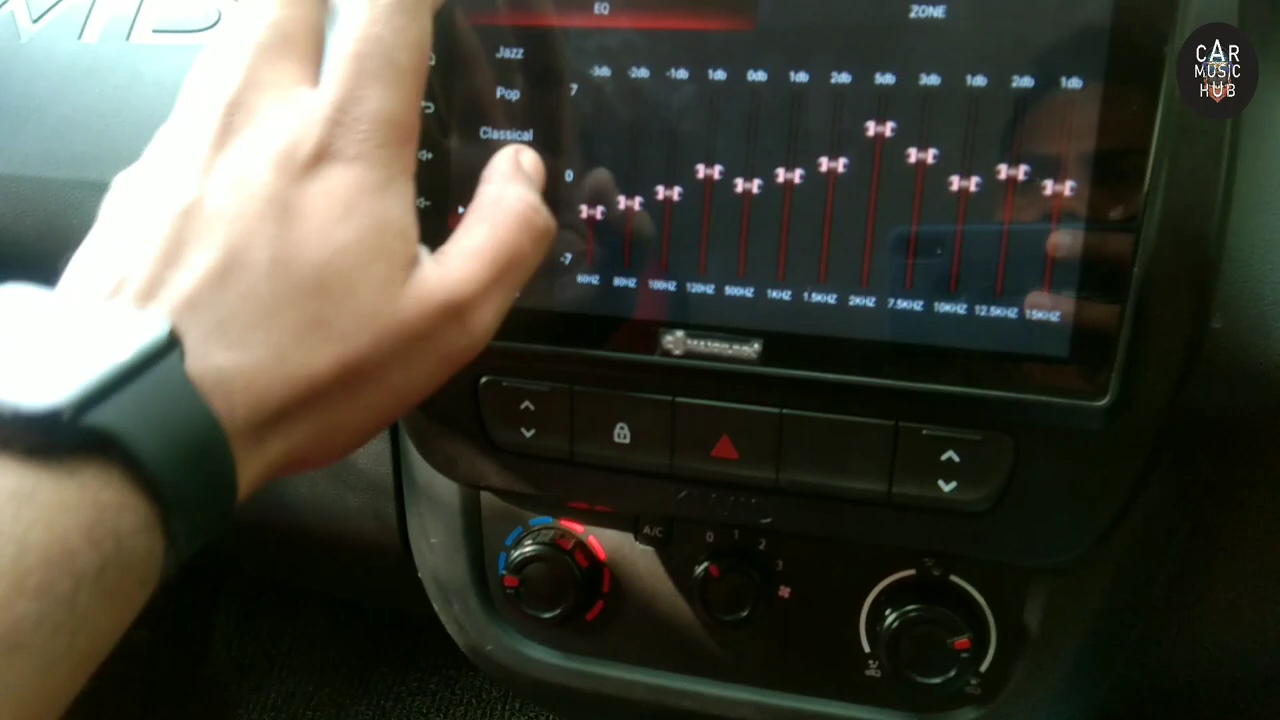 EQ ZONE
Jazz
Pop
Classical
-3db -2db -1db 1db 0db 1db 2db 5db 3db 1db 2db 1db
7
0
-7
60HZ 80HZ 100HZ 120HZ 500HZ 1KHZ 1.5KHZ 2KHZ 7.5KHZ 10KHZ 12.5KHZ 15KHZ
A/C
0 1 2 3
CAR
MUSIC
HUB